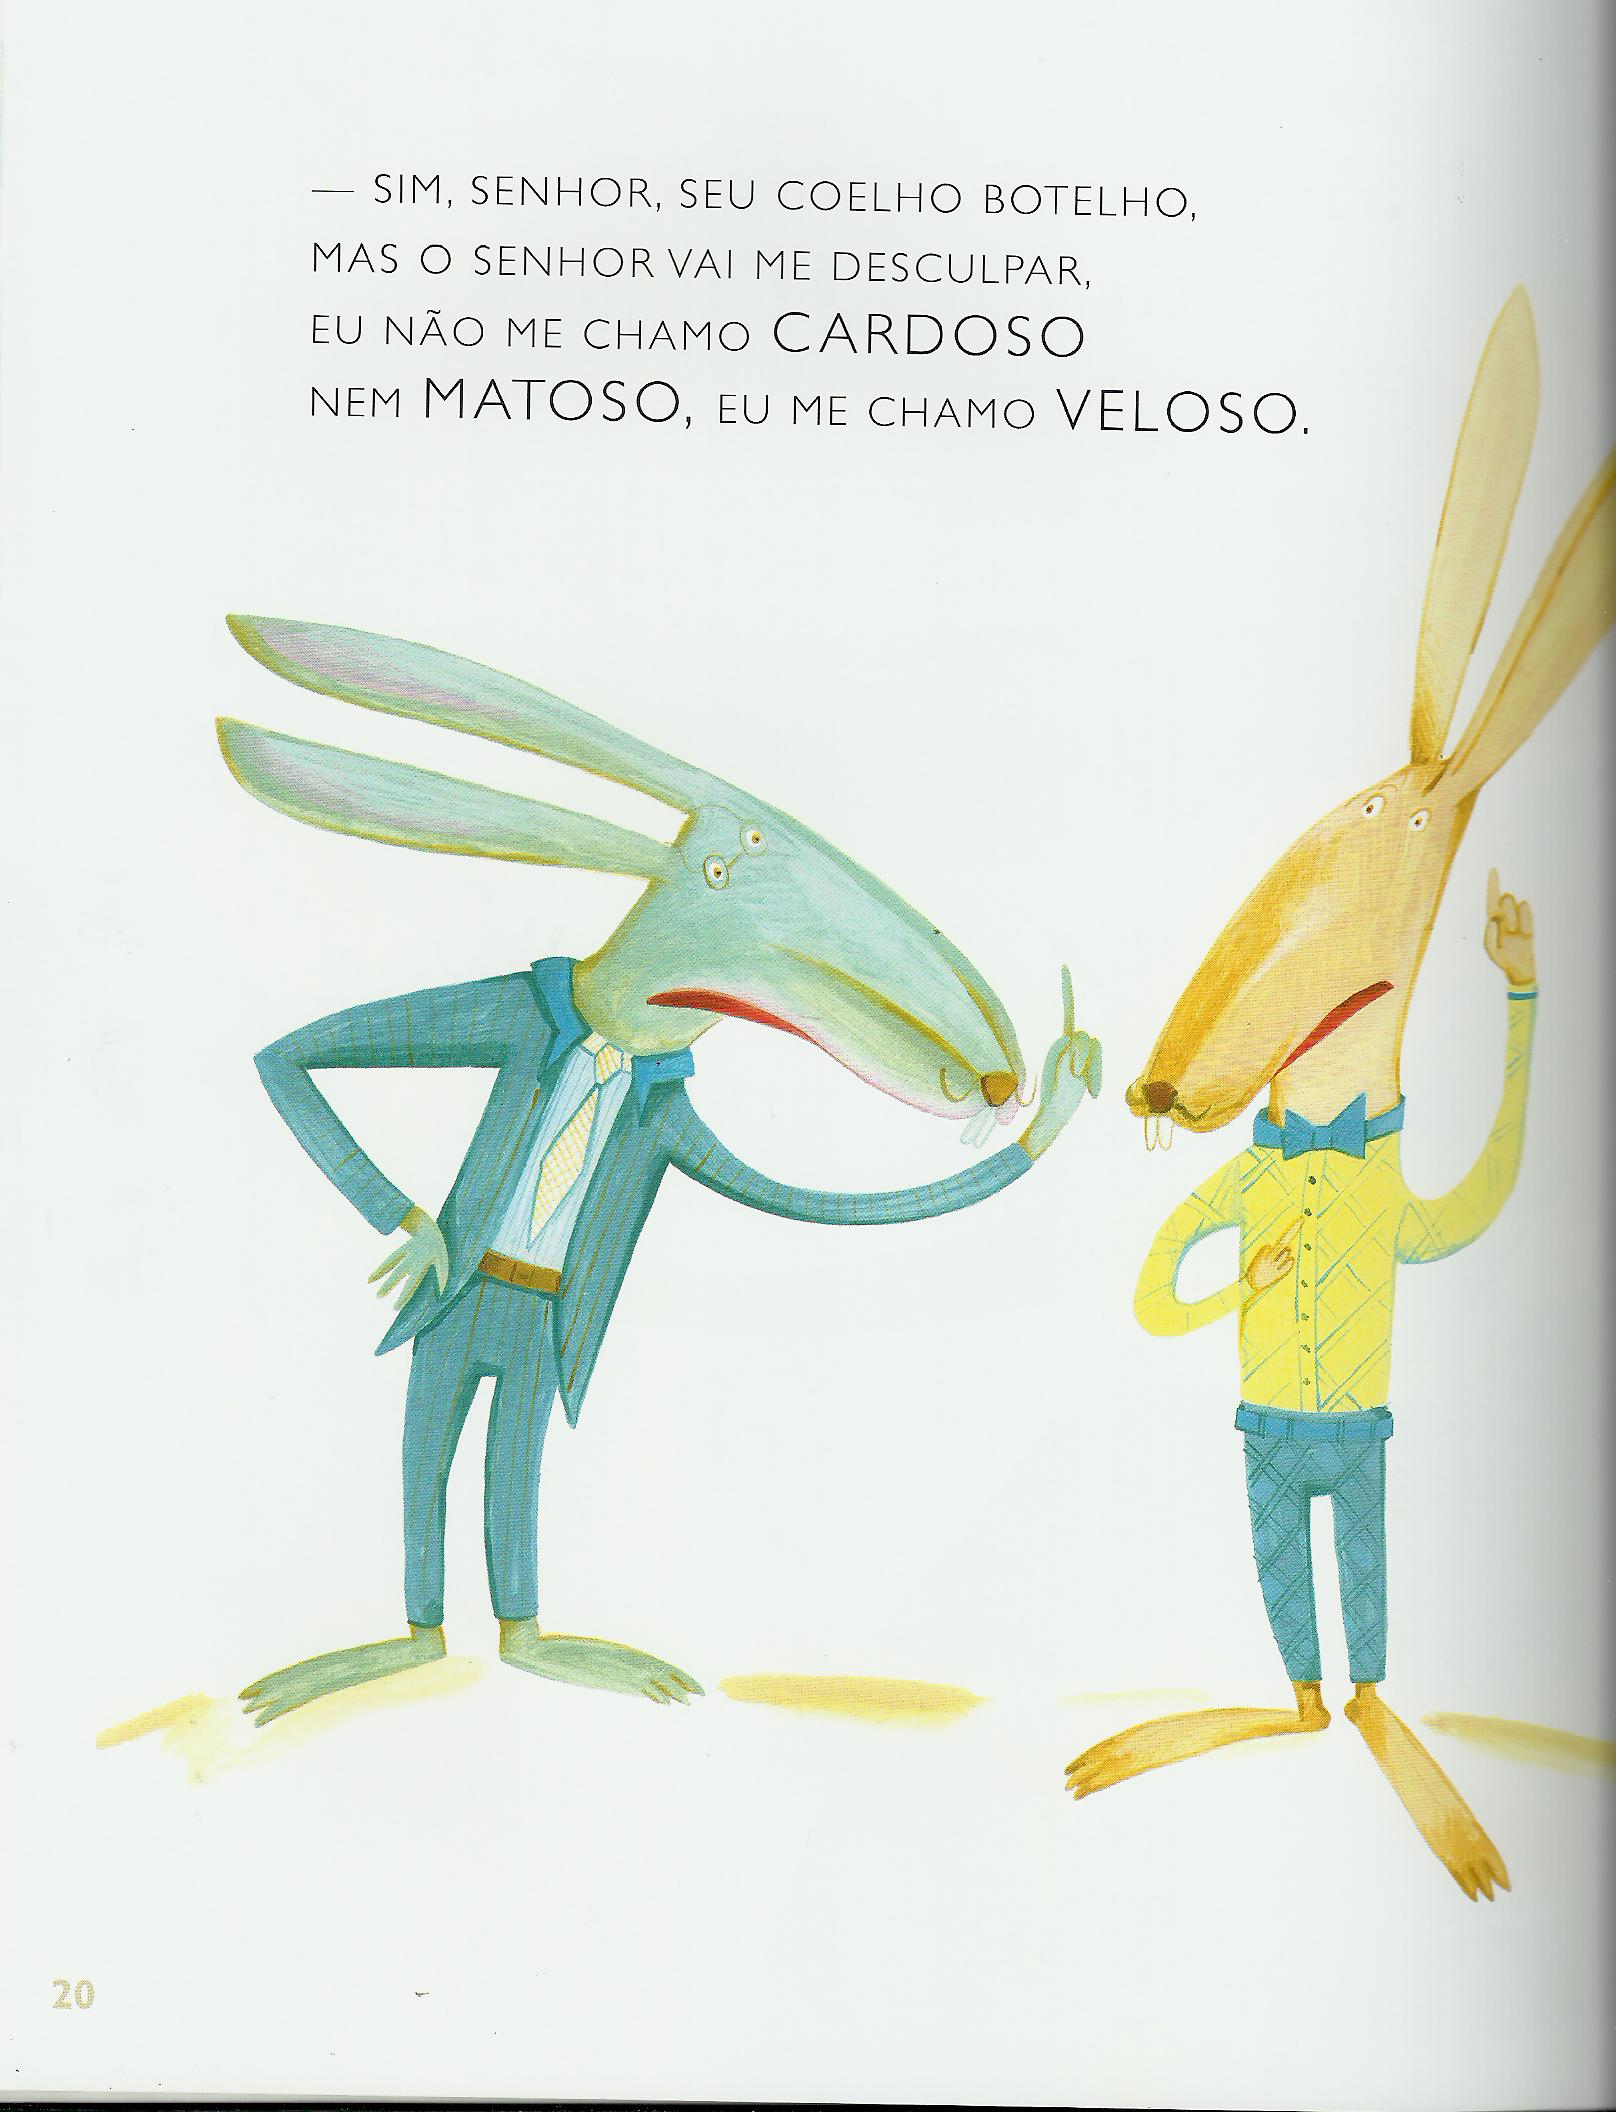 — SIM, SENHOR, SEU COELHO BOTELHO,
MAS O SENHOR VAI ME DESCULPAR,
EU NÃO ME CHAMO CARDOSO
NEM MATOSO, EU ME CHAMO VELOSO.
20